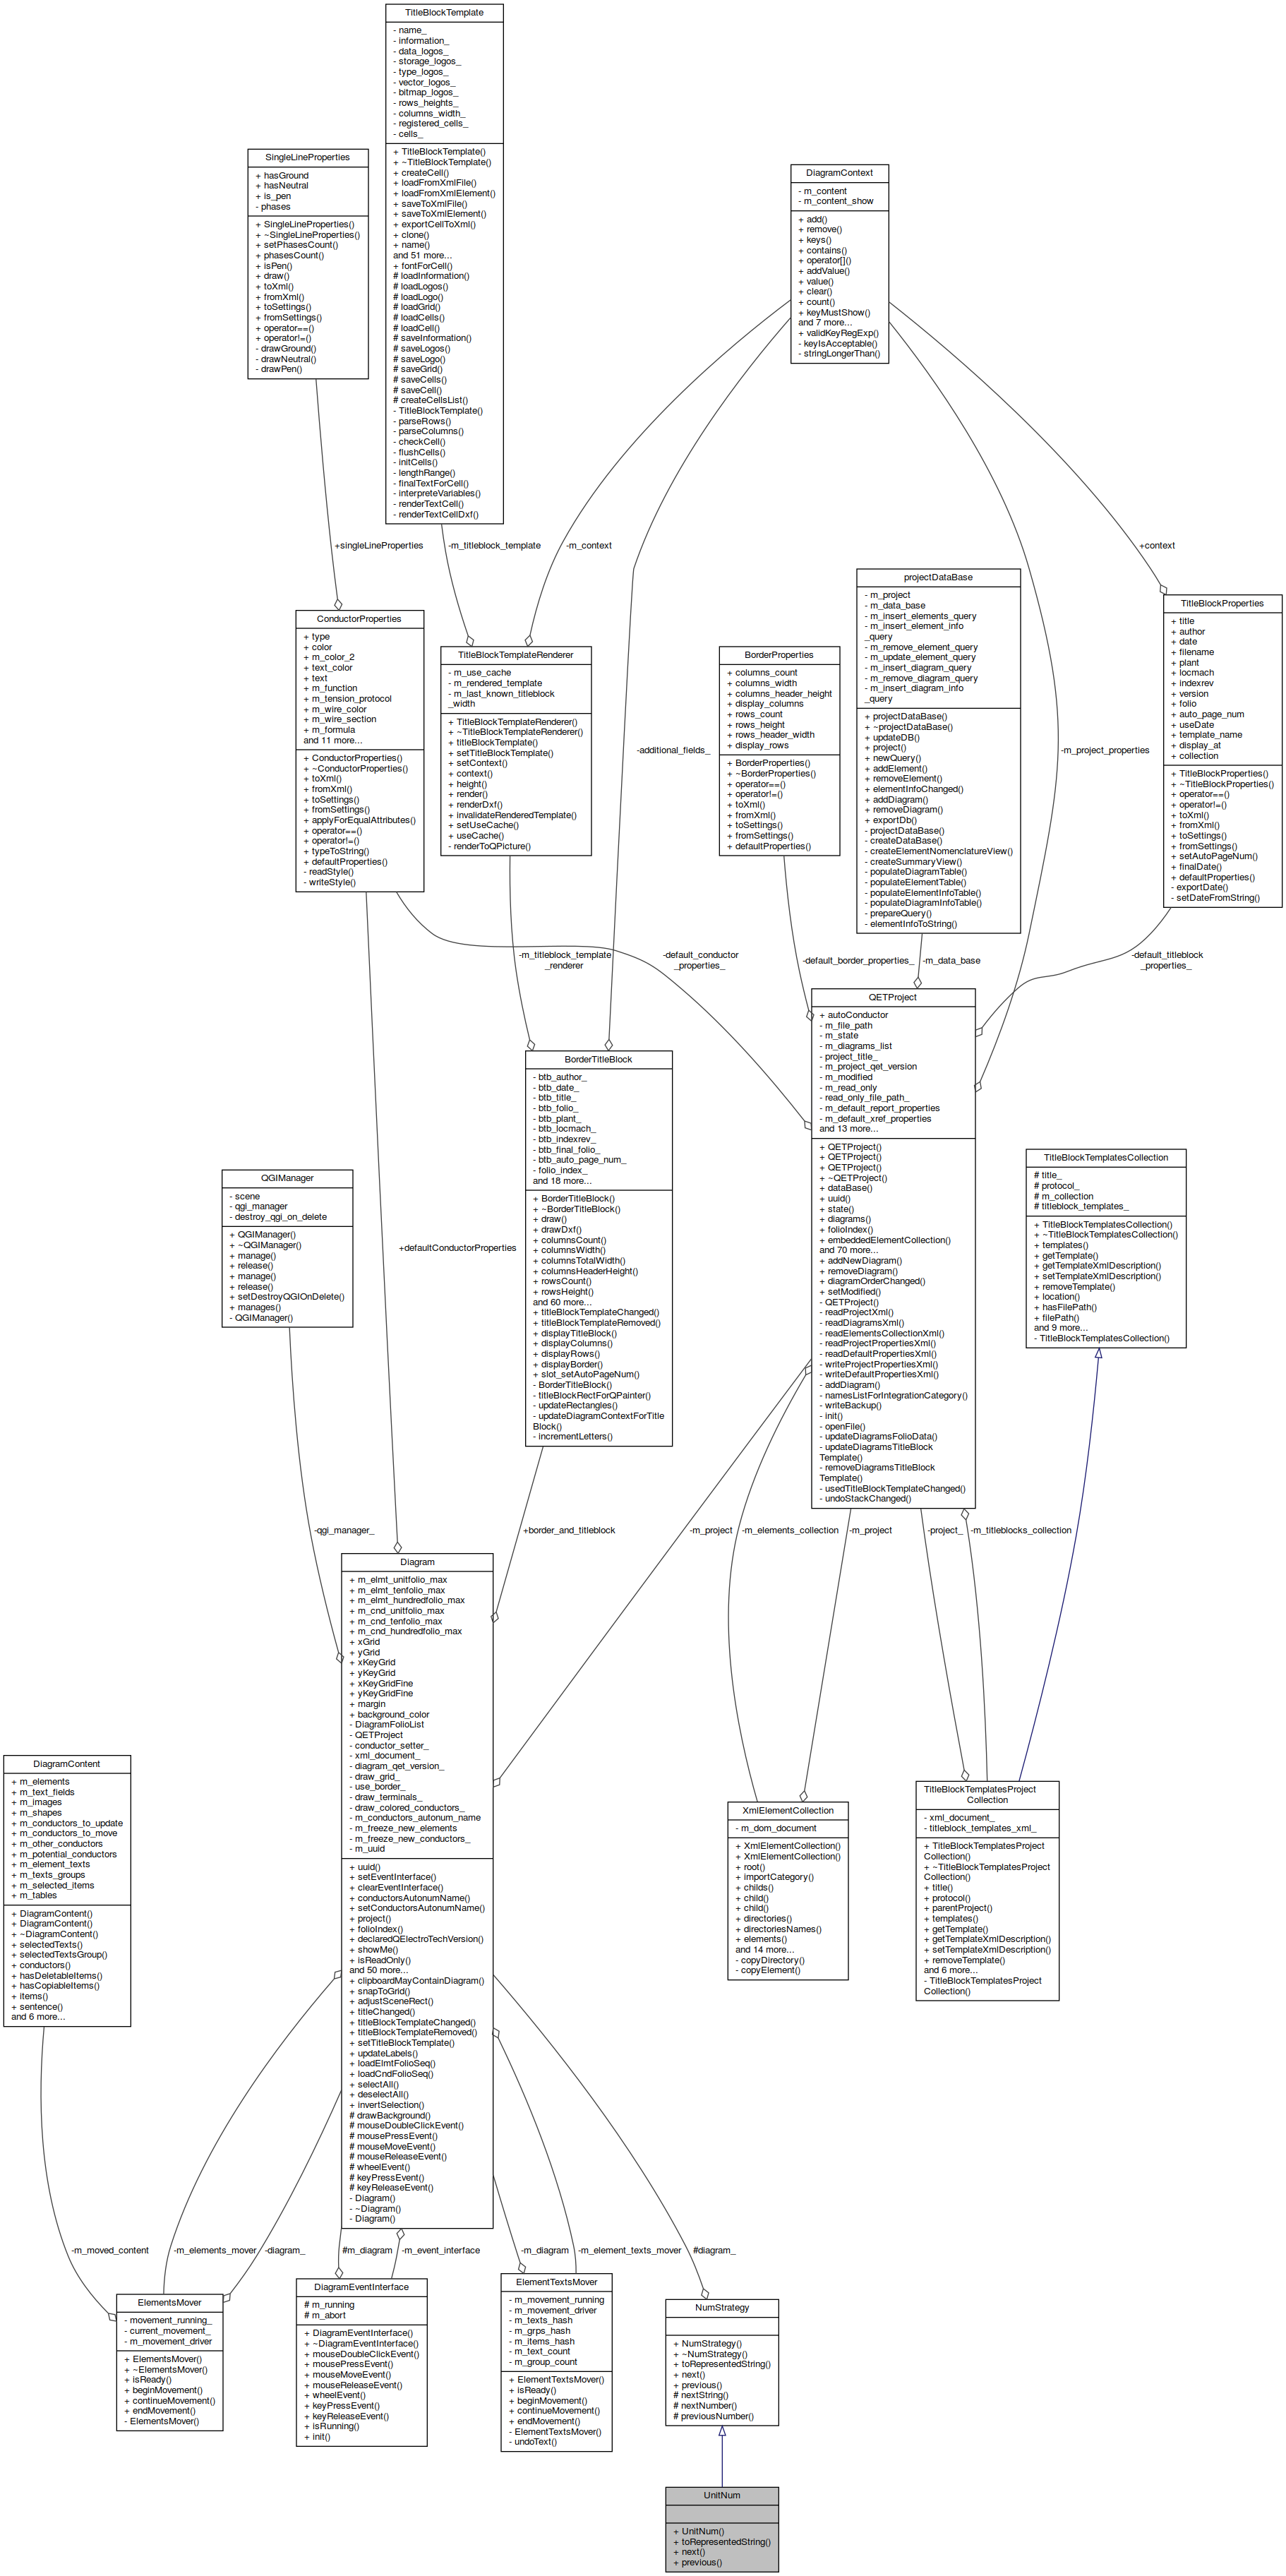 TitleBlockTemplate
- name_
- information_
- data_logos_
- storage_logos_
- type_logos_
- vector_logos_
- bitmap_logos_
- rows_heights_
- columns_width_
- registered_cells_
- cells_
+ TitleBlockTemplate()
+ ~TitleBlockTemplate()
+ createCell()
+ loadFromXmlFile()
+ loadFromXmlElement()
+ saveToXmlFile()
+ saveToXmlElement()
+ exportCellToXml()
+ clone()
+ name()
and 51 more...
+ fontForCell()
# loadInformation()
# loadLogos()
# loadLogo()
# loadGrid()
# loadCells()
# loadCell()
# saveInformation()
# saveLogos()
# saveLogo()
# saveGrid()
# saveCells()
# saveCell()
# createCellsList()
- TitleBlockTemplate()
- parseRows()
- parseColumns()
- checkCell()
- flushCells()
- initCells()
- lengthRange()
- finalTextForCell()
- interpreteVariables()
- renderTextCell()
- renderTextCellDxf()
SingleLineProperties
+ hasGround
+ hasNeutral
+ is_pen
- phases
+ SingleLineProperties()
+ ~SingleLineProperties()
+ setPhasesCount()
+ phasesCount()
+ isPen()
+ draw()
+ toXml()
+ fromXml()
+ toSettings()
+ fromSettings()
+ operator==()
+ operator!=()
- drawGround()
- drawNeutral()
- drawPen()
DiagramContext
- m_content
- m_content_show
+ add()
+ remove()
+ keys()
+ contains()
+ operator[]()
+ addValue()
+ value()
+ clear()
+ count()
+ keyMustShow()
and 7 more...
+ validKeyRegExp()
- keyIsAcceptable()
- stringLongerThan()
+singleLineProperties
-m_titleblock_template
-m_context
+context
ConductorProperties
+ type
+ color
+ m_color_2
+ text_color
+ text
+ m_function
+ m_tension_protocol
+ m_wire_color
+ m_wire_section
+ m_formula
and 11 more...
+ ConductorProperties()
+ ~ConductorProperties()
+ toXml()
+ fromXml()
+ toSettings()
+ fromSettings()
+ applyForEqualAttributes()
+ operator==()
+ operator!=()
+ typeToString()
+ defaultProperties()
- readStyle()
- writeStyle()
TitleBlockTemplateRenderer
- m_use_cache
- m_rendered_template
- m_last_known_titleblock
_width
+ TitleBlockTemplateRenderer()
+ ~TitleBlockTemplateRenderer()
+ titleBlockTemplate()
+ setTitleBlockTemplate()
+ setContext()
+ context()
+ height()
+ render()
+ renderDxf()
+ invalidateRenderedTemplate()
+ setUseCache()
+ useCache()
- renderToQPicture()
-additional_fields_
BorderProperties
+ columns_count
+ columns_width
+ columns_header_height
+ display_columns
+ rows_count
+ rows_height
+ rows_header_width
+ display_rows
+ BorderProperties()
+ ~BorderProperties()
+ operator==()
+ operator!=()
+ toXml()
+ fromXml()
+ toSettings()
+ fromSettings()
+ defaultProperties()
projectDataBase
- m_project
- m_data_base
- m_insert_elements_query
- m_insert_element_info
_query
- m_remove_element_query
- m_update_element_query
- m_insert_diagram_query
- m_remove_diagram_query
- m_insert_diagram_info
_query
+ projectDataBase()
+ ~projectDataBase()
+ updateDB()
+ project()
+ newQuery()
+ addElement()
+ removeElement()
+ elementInfoChanged()
+ addDiagram()
+ removeDiagram()
+ exportDb()
- projectDataBase()
- createDataBase()
- createElementNomenclatureView()
- createSummaryView()
- populateDiagramTable()
- populateElementTable()
- populateElementInfoTable()
- populateDiagramInfoTable()
- prepareQuery()
- elementInfoToString()
-m_project_properties
TitleBlockProperties
+ title
+ author
+ date
+ filename
+ plant
+ locmach
+ indexrev
+ version
+ folio
+ auto_page_num
+ useDate
+ template_name
+ display_at
+ collection
+ TitleBlockProperties()
+ ~TitleBlockProperties()
+ operator==()
+ operator!=()
+ toXml()
+ fromXml()
+ toSettings()
+ fromSettings()
+ setAutoPageNum()
+ finalDate()
+ defaultProperties()
- exportDate()
- setDateFromString()
-m_titleblock_template
_renderer
-default_conductor
_properties_
-default_border_properties_
-m_data_base
-default_titleblock
_properties_
BorderTitleBlock
- btb_author_
- btb_date_
- btb_title_
- btb_folio_
- btb_plant_
- btb_locmach_
- btb_indexrev_
- btb_final_folio_
- btb_auto_page_num_
- folio_index_
and 18 more...
+ BorderTitleBlock()
+ ~BorderTitleBlock()
+ draw()
+ drawDxf()
+ columnsCount()
+ columnsWidth()
+ columnsTotalWidth()
+ columnsHeaderHeight()
+ rowsCount()
+ rowsHeight()
and 60 more...
+ titleBlockTemplateChanged()
+ titleBlockTemplateRemoved()
+ displayTitleBlock()
+ displayColumns()
+ displayRows()
+ displayBorder()
+ slot_setAutoPageNum()
- BorderTitleBlock()
- titleBlockRectForQPainter()
- updateRectangles()
- updateDiagramContextForTitle
Block()
- incrementLetters()
QETProject
+ autoConductor
- m_file_path
- m_state
- m_diagrams_list
- project_title_
- m_project_qet_version
- m_modified
- m_read_only
- read_only_file_path_
- m_default_report_properties
- m_default_xref_properties
and 13 more...
+ QETProject()
+ QETProject()
+ QETProject()
+ ~QETProject()
+ dataBase()
+ uuid()
+ state()
+ diagrams()
+ folioIndex()
+ embeddedElementCollection()
and 70 more...
+ addNewDiagram()
+ removeDiagram()
+ diagramOrderChanged()
+ setModified()
- QETProject()
- readProjectXml()
- readDiagramsXml()
- readElementsCollectionXml()
- readProjectPropertiesXml()
- readDefaultPropertiesXml()
- writeProjectPropertiesXml()
- writeDefaultPropertiesXml()
- addDiagram()
- namesListForIntegrationCategory()
- writeBackup()
- init()
- openFile()
- updateDiagramsFolioData()
- updateDiagramsTitleBlock
Template()
- removeDiagramsTitleBlock
Template()
- usedTitleBlockTemplateChanged()
- undoStackChanged()
TitleBlockTemplatesCollection
# title_
# protocol_
# m_collection
# titleblock_templates_
+ TitleBlockTemplatesCollection()
+ ~TitleBlockTemplatesCollection()
+ templates()
+ getTemplate()
+ getTemplateXmlDescription()
+ setTemplateXmlDescription()
+ removeTemplate()
+ location()
+ hasFilePath()
+ filePath()
and 9 more...
- TitleBlockTemplatesCollection()
QGIManager
- scene
- qgi_manager
- destroy_qgi_on_delete
+ QGIManager()
+ ~QGIManager()
+ manage()
+ release()
+ manage()
+ release()
+ setDestroyQGIOnDelete()
+ manages()
- QGIManager()
+defaultConductorProperties
-qgi_manager_
+border_and_titleblock
-m_project
-m_elements_collection
-m_project
-project_
-m_titleblocks_collection
Diagram
+ m_elmt_unitfolio_max
+ m_elmt_tenfolio_max
+ m_elmt_hundredfolio_max
+ m_cnd_unitfolio_max
+ m_cnd_tenfolio_max
+ m_cnd_hundredfolio_max
+ xGrid
+ yGrid
+ xKeyGrid
+ yKeyGrid
+ xKeyGridFine
+ yKeyGridFine
+ margin
+ background_color
- DiagramFolioList
- QETProject
- conductor_setter_
- xml_document_
- diagram_qet_version_
- draw_grid_
- use_border_
- draw_terminals_
- draw_colored_conductors_
- m_conductors_autonum_name
- m_freeze_new_elements
- m_freeze_new_conductors_
- m_uuid
+ uuid()
+ setEventInterface()
+ clearEventInterface()
+ conductorsAutonumName()
+ setConductorsAutonumName()
+ project()
+ folioIndex()
+ declaredQElectroTechVersion()
+ showMe()
+ isReadOnly()
and 50 more...
+ clipboardMayContainDiagram()
+ snapToGrid()
+ adjustSceneRect()
+ titleChanged()
+ titleBlockTemplateChanged()
+ titleBlockTemplateRemoved()
+ setTitleBlockTemplate()
+ updateLabels()
+ loadElmtFolioSeq()
+ loadCndFolioSeq()
+ selectAll()
+ deselectAll()
+ invertSelection()
# drawBackground()
# mouseDoubleClickEvent()
# mousePressEvent()
# mouseMoveEvent()
# mouseReleaseEvent()
# wheelEvent()
# keyPressEvent()
# keyReleaseEvent()
- Diagram()
- ~Diagram()
- Diagram()
DiagramContent
+ m_elements
+ m_text_fields
+ m_images
+ m_shapes
+ m_conductors_to_update
+ m_conductors_to_move
+ m_other_conductors
+ m_potential_conductors
+ m_element_texts
+ m_texts_groups
+ m_selected_items
+ m_tables
+ DiagramContent()
+ DiagramContent()
+ ~DiagramContent()
+ selectedTexts()
+ selectedTextsGroup()
+ conductors()
+ hasDeletableItems()
+ hasCopiableItems()
+ items()
+ sentence()
and 6 more...
XmlElementCollection
- m_dom_document
+ XmlElementCollection()
+ XmlElementCollection()
+ root()
+ importCategory()
+ childs()
+ child()
+ child()
+ directories()
+ directoriesNames()
+ elements()
and 14 more...
- copyDirectory()
- copyElement()
TitleBlockTemplatesProject
Collection
- xml_document_
- titleblock_templates_xml_
+ TitleBlockTemplatesProject
Collection()
+ ~TitleBlockTemplatesProject
Collection()
+ title()
+ protocol()
+ parentProject()
+ templates()
+ getTemplate()
+ getTemplateXmlDescription()
+ setTemplateXmlDescription()
+ removeTemplate()
and 6 more...
- TitleBlockTemplatesProject
Collection()
-m_moved_content
-m_elements_mover
-diagram_
#m_diagram
-m_event_interface
-m_diagram
-m_element_texts_mover
#diagram_
ElementsMover
- movement_running_
- current_movement_
- m_movement_driver
+ ElementsMover()
+ ~ElementsMover()
+ isReady()
+ beginMovement()
+ continueMovement()
+ endMovement()
- ElementsMover()
DiagramEventInterface
# m_running
# m_abort
+ DiagramEventInterface()
+ ~DiagramEventInterface()
+ mouseDoubleClickEvent()
+ mousePressEvent()
+ mouseMoveEvent()
+ mouseReleaseEvent()
+ wheelEvent()
+ keyPressEvent()
+ keyReleaseEvent()
+ isRunning()
+ init()
ElementTextsMover
- m_movement_running
- m_movement_driver
- m_texts_hash
- m_grps_hash
- m_items_hash
- m_text_count
- m_group_count
+ ElementTextsMover()
+ isReady()
+ beginMovement()
+ continueMovement()
+ endMovement()
- ElementTextsMover()
- undoText()
NumStrategy
+ NumStrategy()
+ ~NumStrategy()
+ toRepresentedString()
+ next()
+ previous()
# nextString()
# nextNumber()
# previousNumber()
UnitNum
+ UnitNum()
+ toRepresentedString()
+ next()
+ previous()